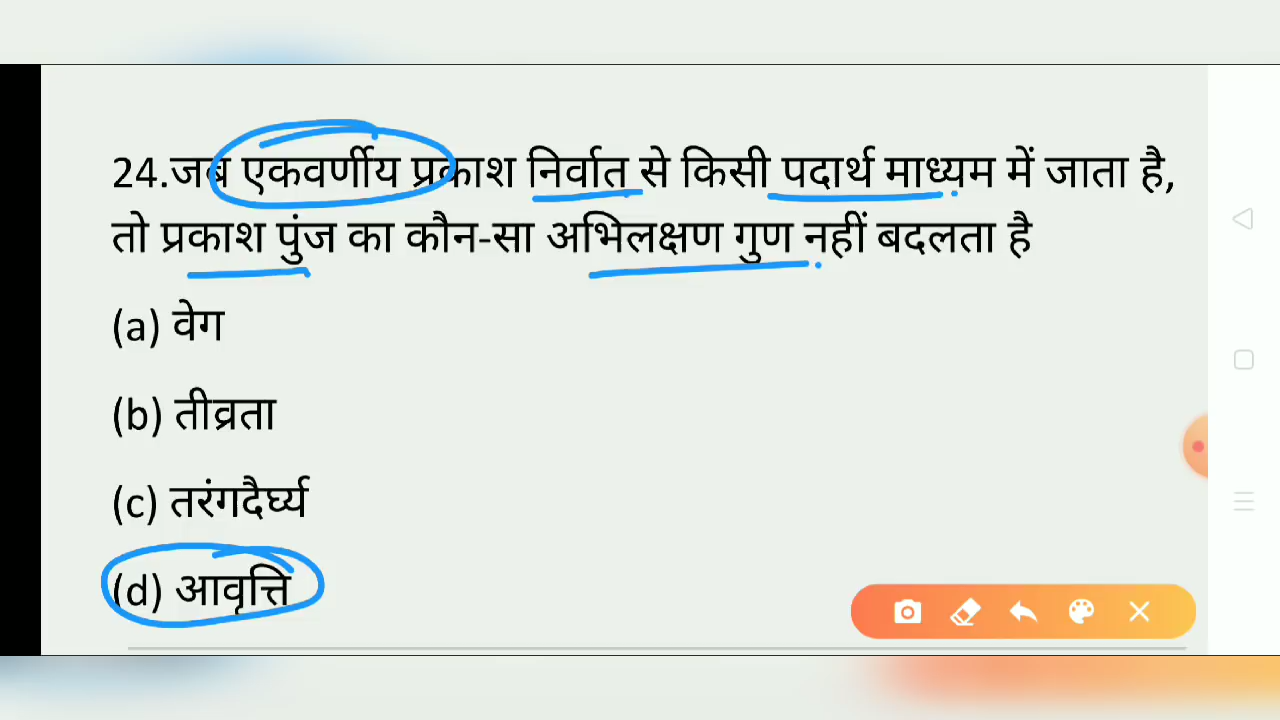 24.जब एकवर्णीय प्रकाश निर्वात से किसी पदार्थ माध्यम में जाता है,
तो प्रकाश पुंज का कौन-सा अभिलक्षण गुण नहीं बदलता है
(a) वेग
(b) तीव्रता
(c) तरंगदैर्घ्य
(d) आवृत्ति